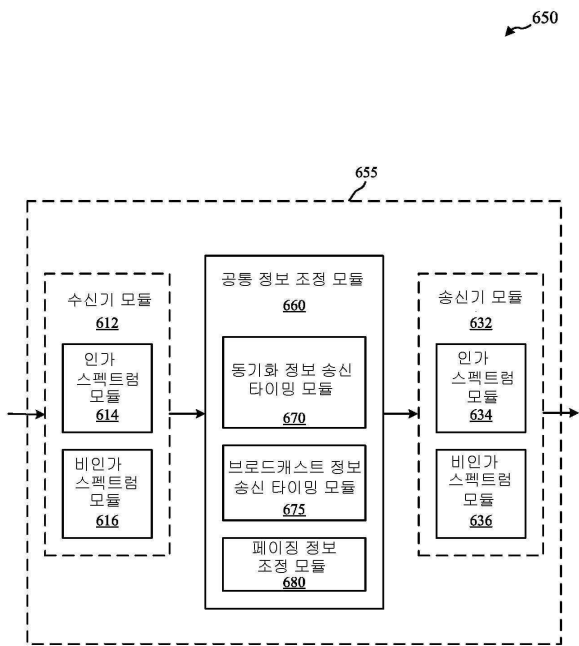 650
655
수신기 모듈
612
인가
스펙트럼
모듈
614
비인가
스펙트럼
모듈
616
공통 정보 조정 모듈
660
동기화 정보 송신
타이밍 모듈
670
브로드캐스트 정보
송신 타이밍 모듈
675
페이징 정보
조정 모듈
680
송신기 모듈
632
인가
스펙트럼
모듈
634
비인가
스펙트럼
모듈
636